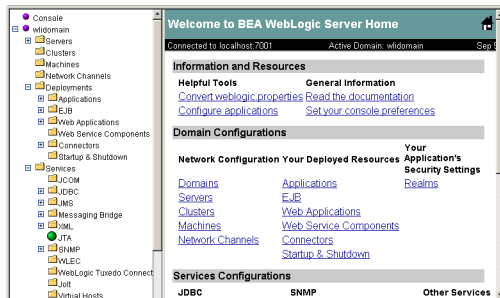 Console
wlidomain
Servers
Clusters
Machines
Network Channels
Deployments
Applications
EJB
Web Applications
Web Service Components
Connectors
Startup & Shutdown
Services
JCOM
JDBC
JMS
Messaging Bridge
XML
JTA
SNMP
WLEC
WebLogic Tuxedo Connect
Jolt
Virtual Hosts
Welcome to BEA WebLogic Server Home
Connected to localhost:7001 Active Domain: wlidomain Sep
Information and Resources
Helpful Tools General Information
Convert weblogic.properties Read the documentation
Configure applications Set your console preferences
Domain Configurations
Network Configuration Your Deployed Resources Your Application's Security Settings
Domains Applications Realms
Servers EJB
Clusters Web Applications
Machines Web Service Components
Network Channels Connectors
Startup & Shutdown
Services Configurations
JDBC SNMP Other Services